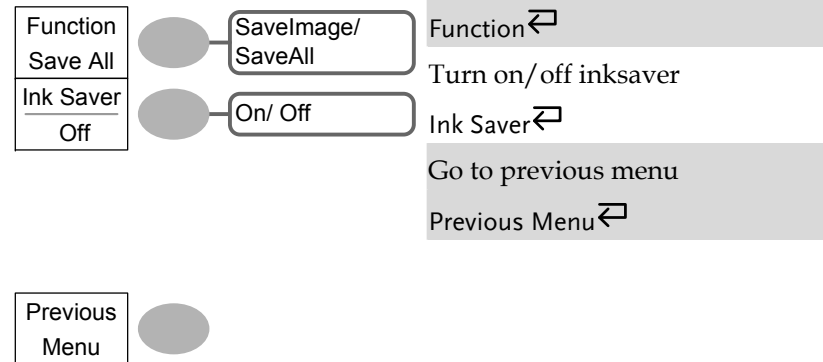 Function
Save All
Ink Saver
Off
SaveImage/
SaveAll
On/ Off
Function
Turn on/off inksaver
Ink Saver
Go to previous menu
Previous Menu
Previous
Menu